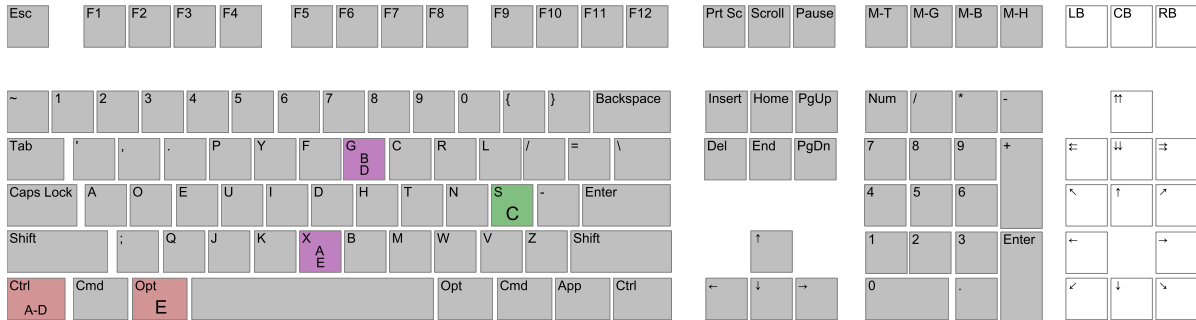 Esc F1 F2 F3 F4 F5 F6 F7 F8 F9 F10 F11 F12 Prt Sc Scroll Pause M-T M-G M-B M-H LB CB RB
~ 1 2 3 4 5 6 7 8 9 0 { } Backspace Insert Home PgUp Num / * - ⇈
Tab ' , . P Y F G C R L / = \ Del End PgDn 7 8 9 + ⇇ ⇊ ⇉
B
D
Caps Lock A O E U I D H T N S - Enter 4 5 6 ↖ ↑ ↗
C
Shift ; Q J K X B M W V Z Shift ↑ 1 2 3 Enter ← →
A
E
Ctrl Cmd Opt Opt Cmd App Ctrl ← ↓ → 0 . ↙ ↓ ↘
A-D E